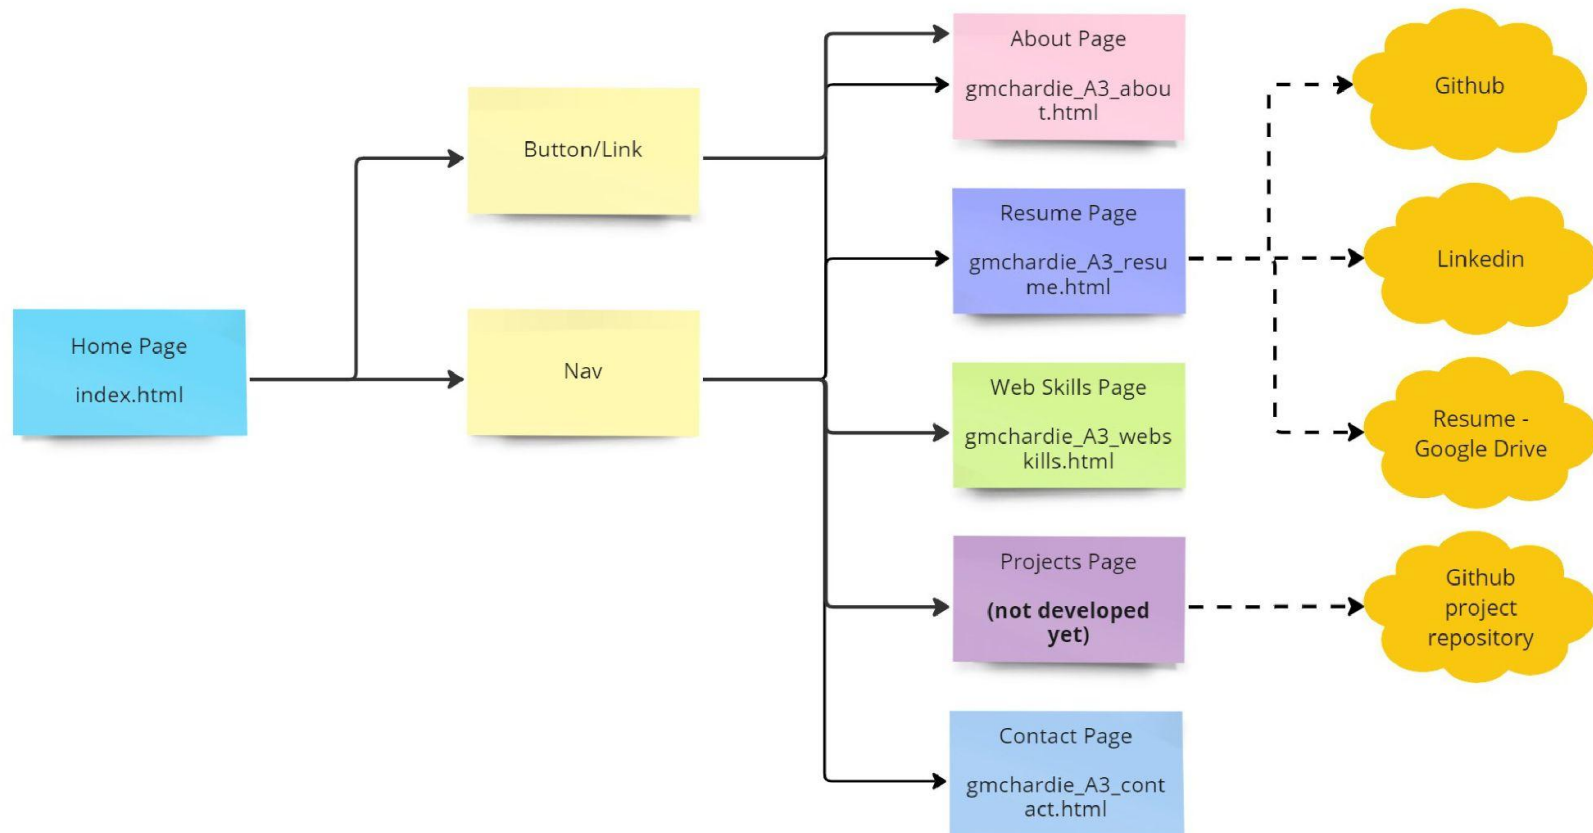 Home Page
index.html
Button/Link
Nav
About Page
gmchardie_A3_abou
t.html
Resume Page
gmchardie_A3_resu
me.html
Web Skills Page
gmchardie_A3_webs
kills.html
Projects Page
(not developed
yet)
Contact Page
gmchardie_A3_cont
act.html
Github
Linkedin
Resume -
Google Drive
Github
project
repository